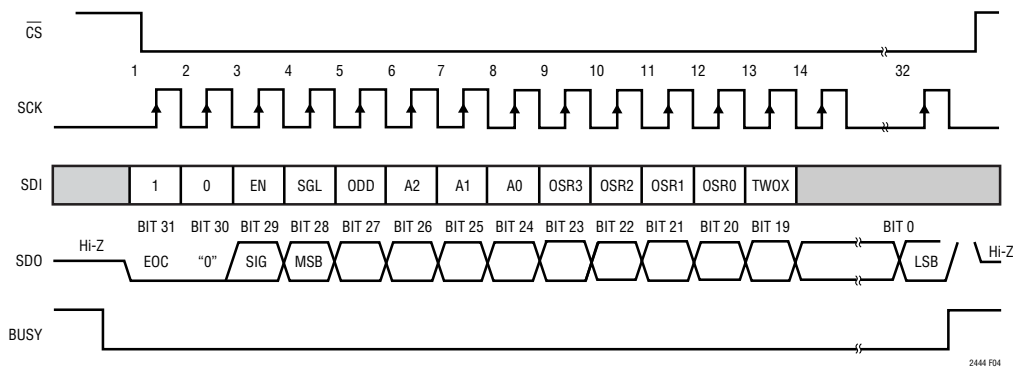 CS
1 2 3 4 5 6 7 8 9 10 11 12 13 14 32
SCK
SDI 1 0 EN SGL ODD A2 A1 A0 OSR3 OSR2 OSR1 OSR0 TWOX
BIT 31 BIT 30 BIT 29 BIT 28 BIT 27 BIT 26 BIT 25 BIT 24 BIT 23 BIT 22 BIT 21 BIT 20 BIT 19 BIT 0
SDO Hi-Z EOC “0” SIG MSB LSB Hi-Z
BUSY
2444 F04